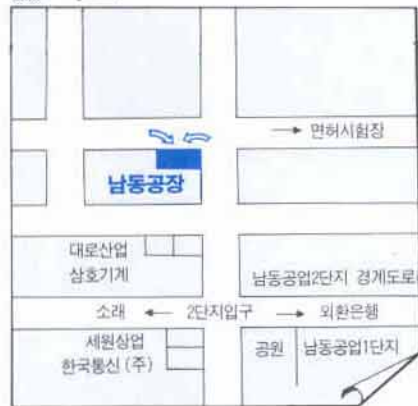 → 면허시험장
남동공장
대로산업
삼호기계
남동공업2단지 경계도로
소래 ← 2단지입구 → 외환은행
세원상업
한국통신 (주)
공원
남동공업1단지